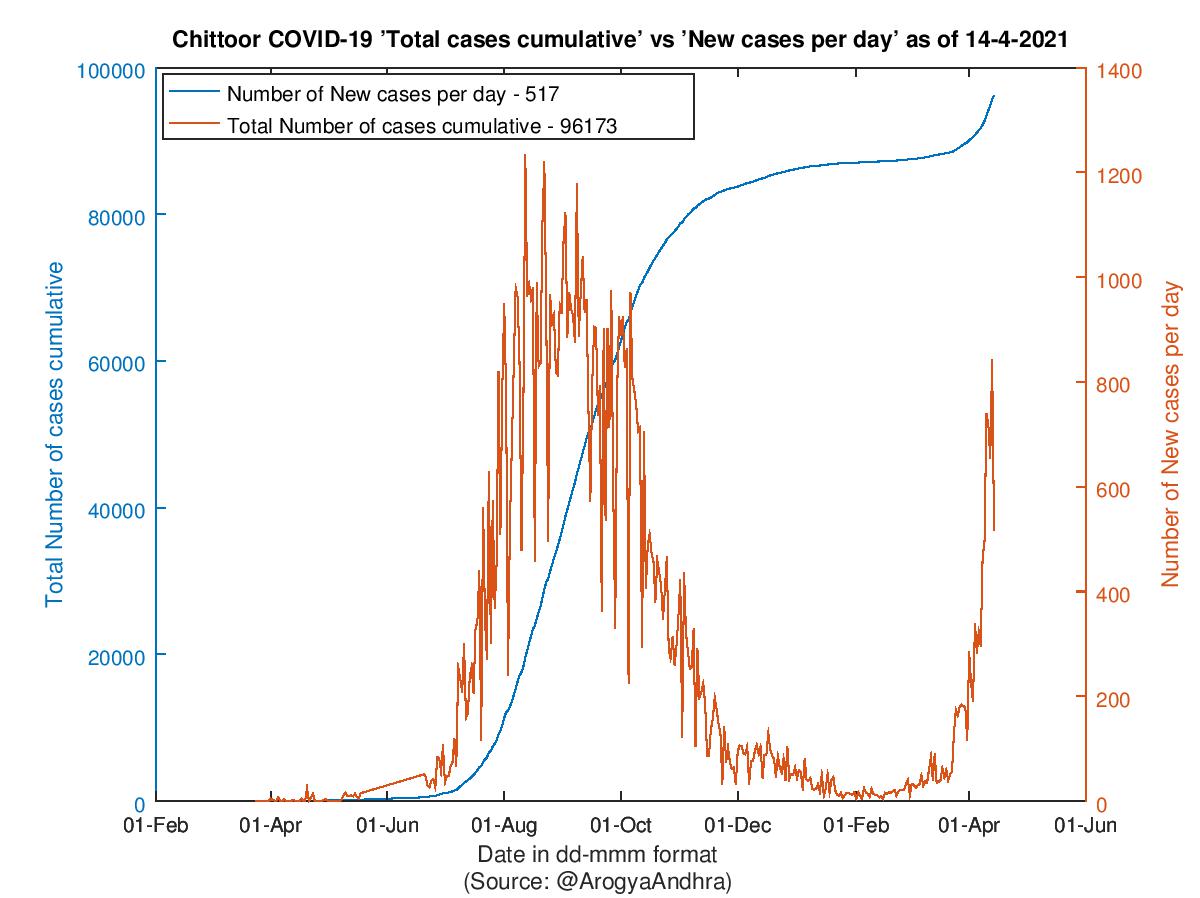 Chittoor COVID-19 ’Total cases cumulative’ vs ’New cases per day’ as of 14-4-2021
100000
80000
60000
40000
20000
0
Total Number of cases cumulative
Number of New cases per day - 517
Total Number of cases cumulative - 96173
1400
1200
1000
800
600
400
200
0
Number of New cases per day
01-Feb 01-Apr 01-Jun 01-Aug 01-Oct 01-Dec 01-Feb 01-Apr 01-Jun
Date in dd-mmm format
(Source: @ArogyaAndhra)